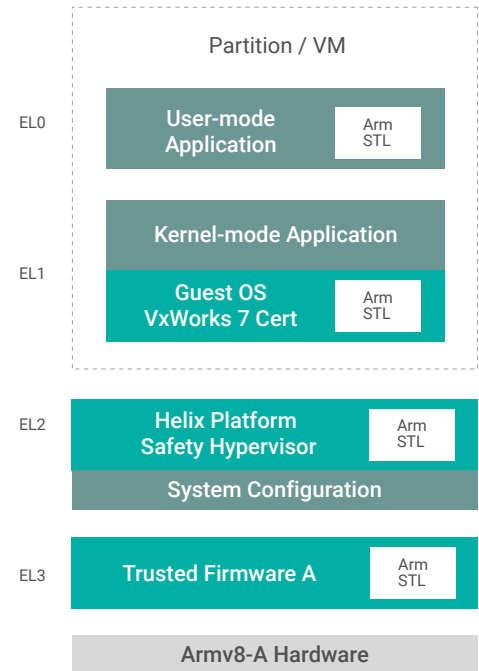 Partition / VM
EL0
User-mode
Application
Arm
STL
Kernel-mode Application
EL1
Guest OS
VxWorks 7 Cert
Arm
STL
EL2
Helix Platform
Safety Hypervisor
Arm
STL
System Configuration
EL3
Trusted Firmware A
Arm
STL
Armv8-A Hardware